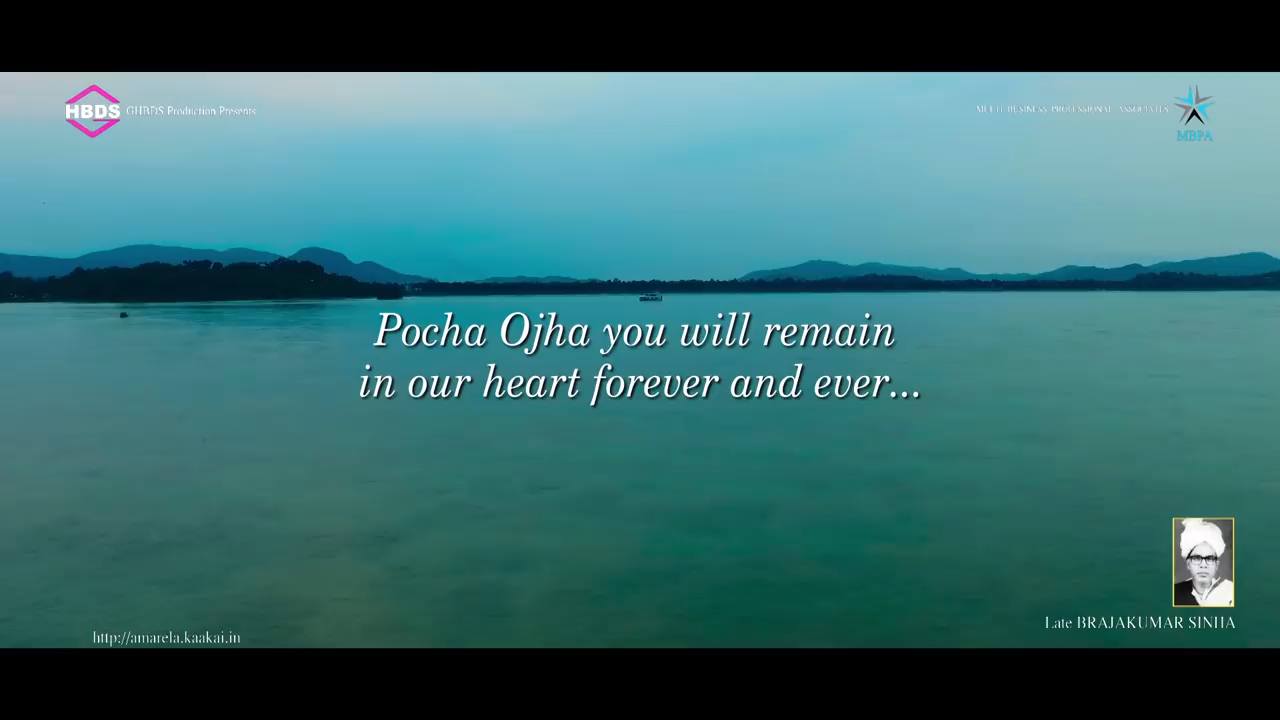 HBDS GHBDS Production Presents
MULTI BUSINESS PROFESSIONAL ASSOCIATES
MBPA
Pocha Ojha you will remain
in our heart forever and ever...
Late BRAJAKUMAR SINHA
http://amarela.kaakai.in